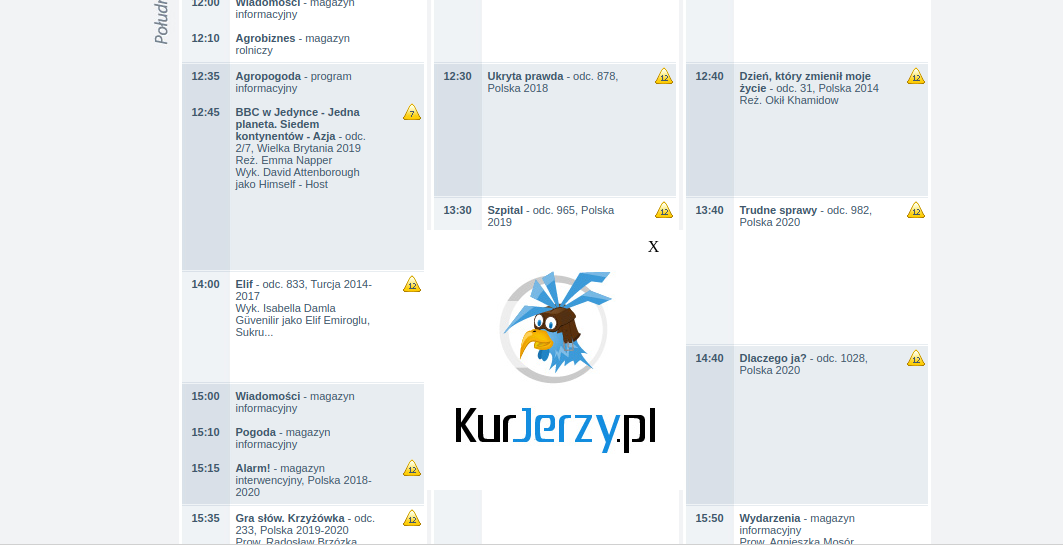 Połudn
12:00
Wiadomości - magazyn
informacyjny
12:10
Agrobiznes - magazyn
rolniczy
12:35
Agropogoda - program
informacyjny
12:45
BBC w Jedynce - Jedna
planeta. Siedem
kontynentów - Azja - odc.
2/7, Wielka Brytania 2019
Reż. Emma Napper
Wyk. David Attenborough
jako Himself - Host
7
14:00
Elif - odc. 833, Turcja 2014-
2017
Wyk. Isabella Damla
Güvenilir jako Elif Emiroglu,
Sukru...
12
15:00
Wiadomości - magazyn
informacyjny
15:10
Pogoda - magazyn
informacyjny
15:15
Alarm! - magazyn
interwencyjny, Polska 2018-
2020
12
15:35
Gra słów. Krzyżówka - odc.
233, Polska 2019-2020
Prow. Radosław Brzózka
12
12:30
Ukryta prawda - odc. 878,
Polska 2018
12
13:30
Szpital - odc. 965, Polska
2019
12
X
KurJerzy.pl
12:40
Dzień, który zmienił moje
życie - odc. 31, Polska 2014
Reż. Okił Khamidow
12
13:40
Trudne sprawy - odc. 982,
Polska 2020
12
14:40
Dlaczego ja? - odc. 1028,
Polska 2020
12
15:50
Wydarzenia - magazyn
informacyjny
Prow. Agnieszka Mosór